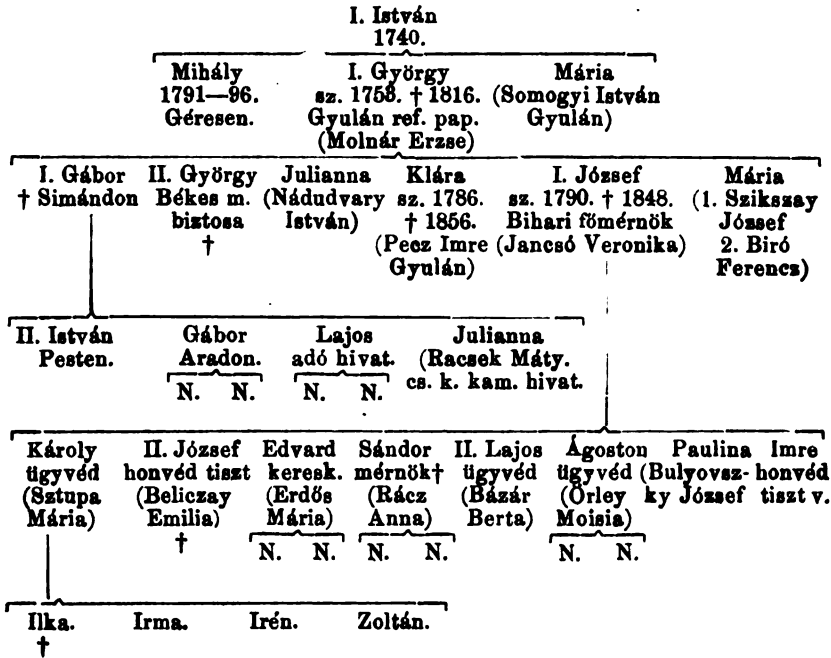 I. István
1740.
Mihály I. György Mária
1791—96. sz. 1753. † 1816. (Somogyi István
Géresen. Gyulán ref. pap. Gyulán)
(Molnár Erzse)
I. Gábor II. György Julianna Klára I. József Mária
† Simándon Békes m. (Nádudvary sz. 1786. sz. 1790. † 1848. (1. Szikszay
biztosa István) † 1856. Bihari főmérnök József
† (Pecz Imre (Jancsó Veronika) 2. Biró
Gyulán) Ferencz)
II. István Gábor Lajos Julianna
Pesten. Aradon. adó hivat. (Racsek Máty.
N. N. N. N. cs. k. kam. hivat.
Károly II. József Edvard Sándor II. Lajos Ágoston Paulina Imre
ügyvéd honvéd tiszt keresk. mérnök† ügyvéd ügyvéd (Bulyovsz- honvéd
(Sztupa (Beliczay (Erdős (Rácz (Bázár (Örley ky József tiszt v.
Mária) Emilia) Mária) Anna) Berta) Moisia)
† N. N. N. N. N. N.
Ilka. Irma. Irén. Zoltán.
†